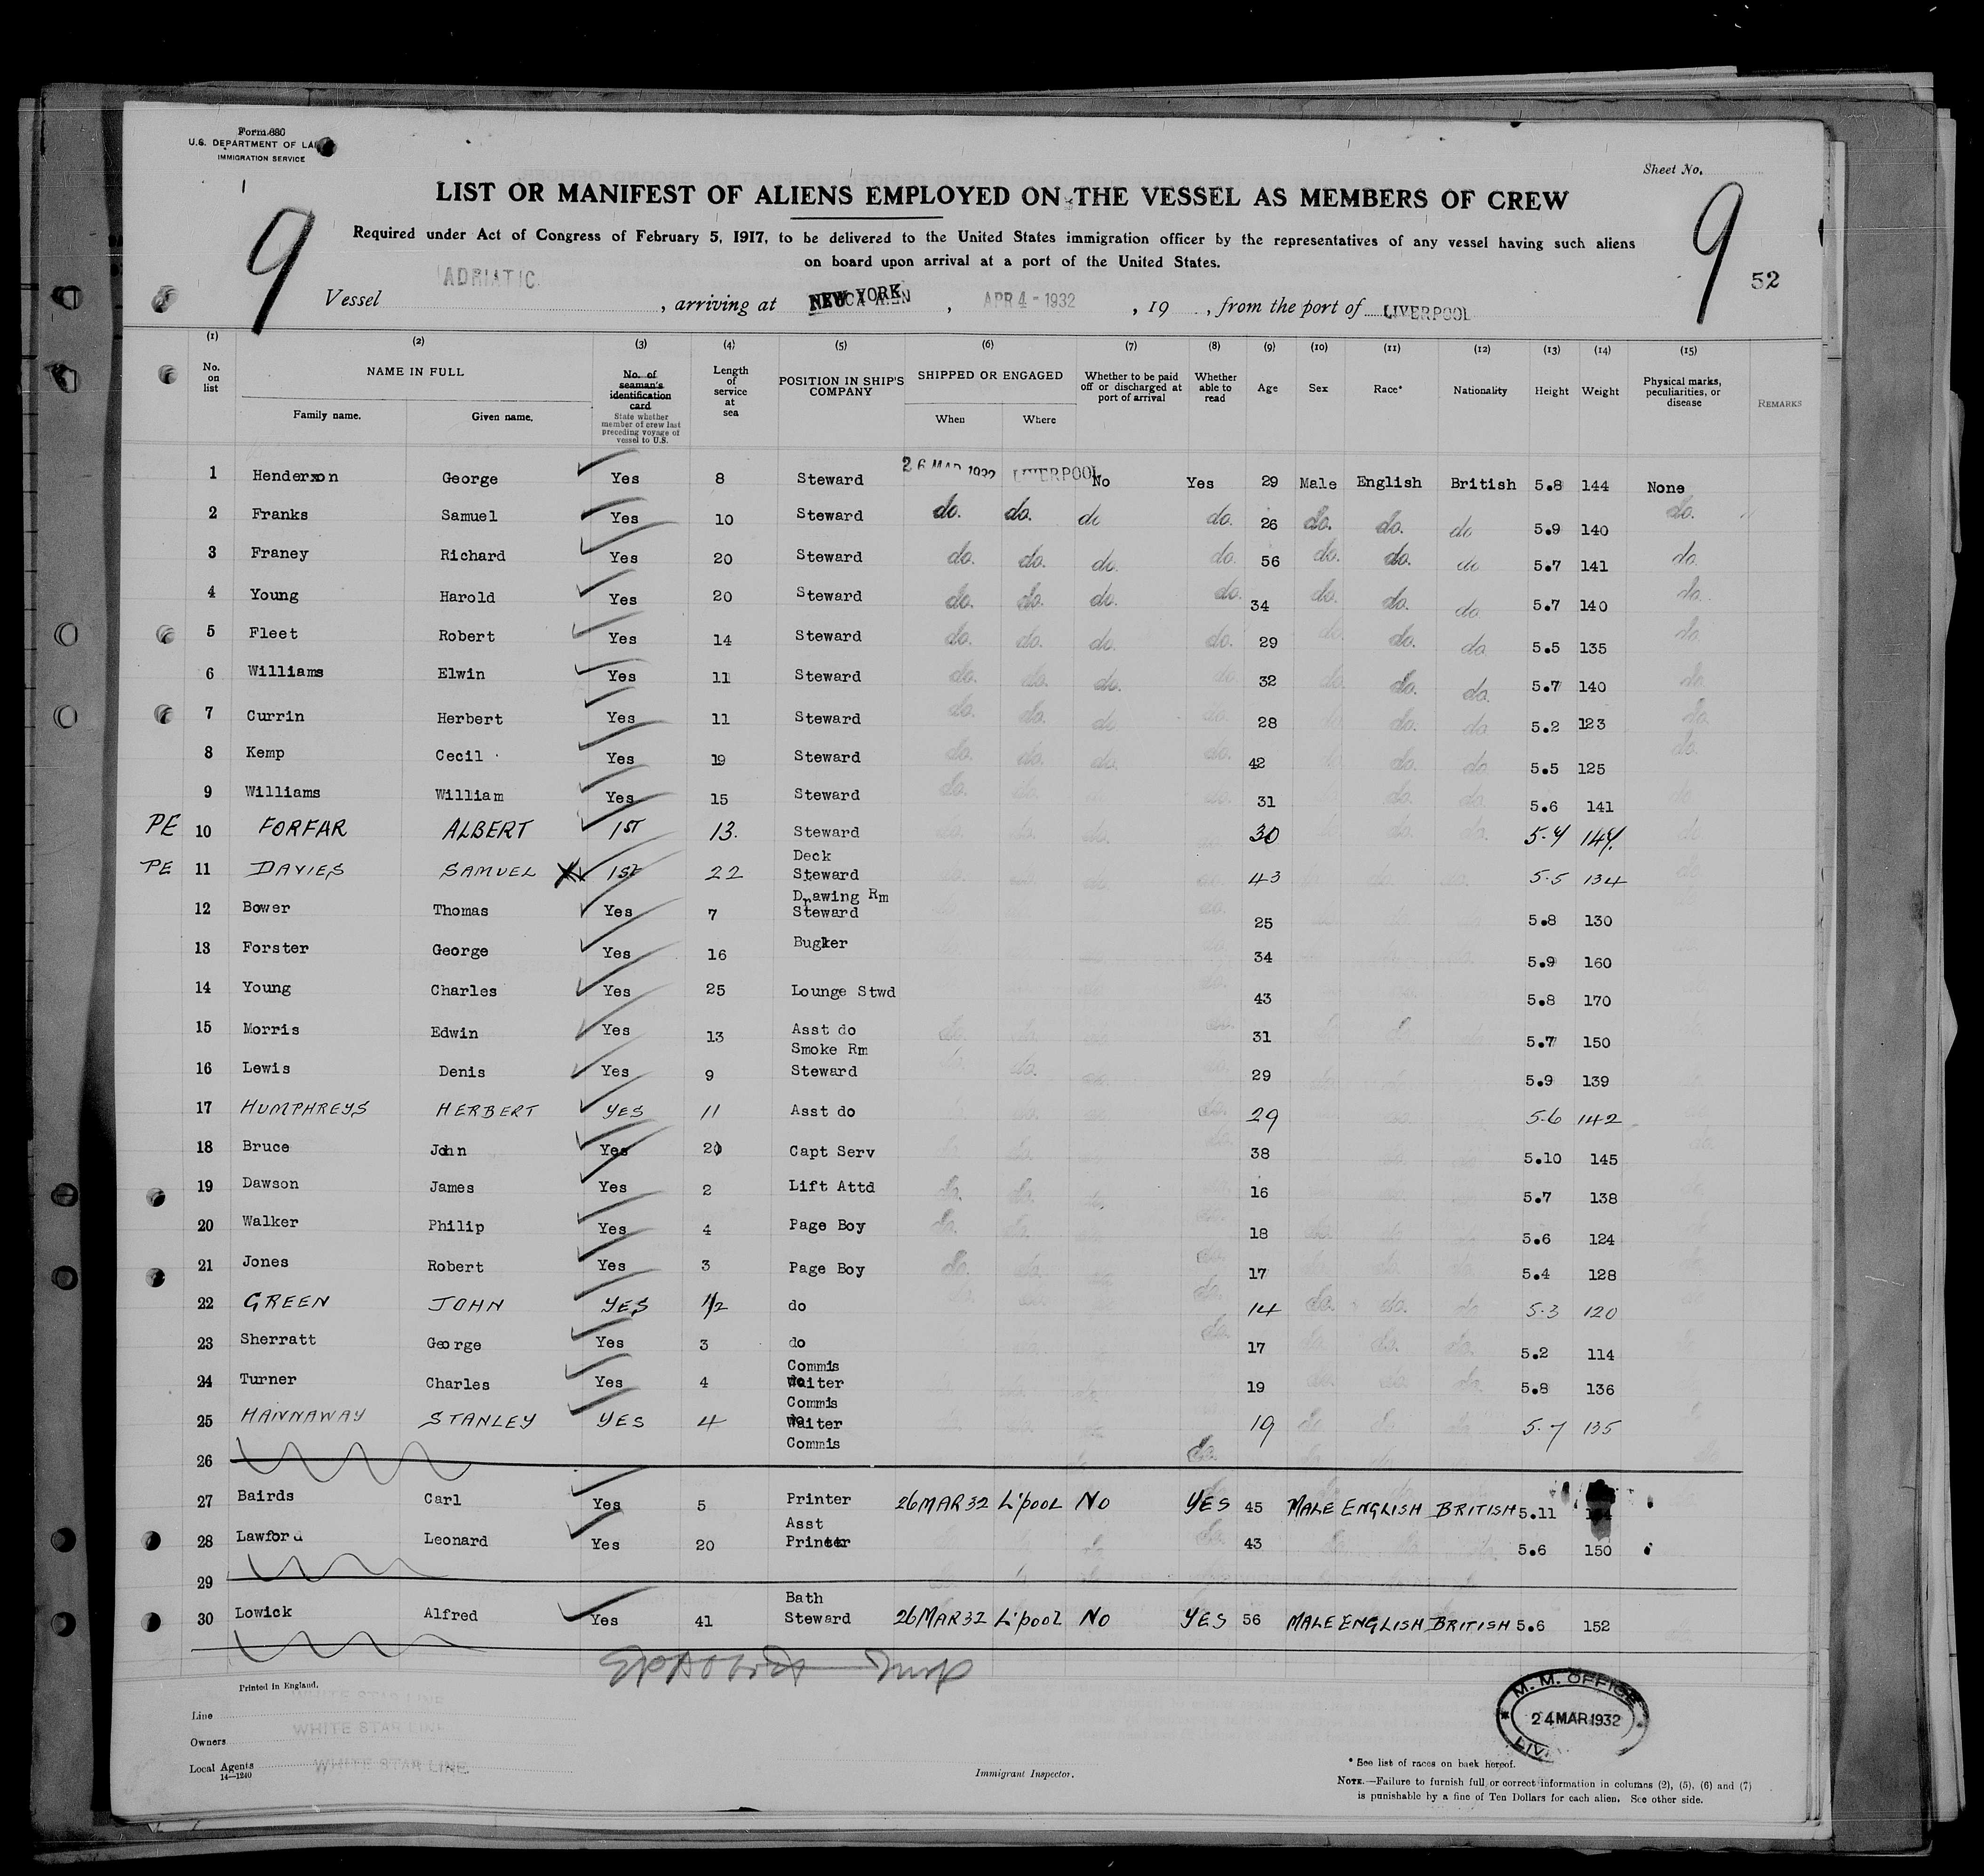 Form 680
U.S. DEPARTMENT OF LA
IMMIGRATION SERVICE
Sheet No.
LIST OR MANIFEST OF ALIENS EMPLOYED ON THE VESSEL AS MEMBERS OF CREW
9 9
Required under Act of Congress of February 5, 1917, to be delivered to the United States immigration officer by the representatives of any vessel having such aliens
on board upon arrival at a port of the United States.
52
Vessel ADRIATIC , arriving at NEW YORK , APR 4 - 1932 , 19 , from the port of LIVERPOOL
(1) (2) (3) (4) (5) (6) (7) (8) (9) (10) (11) (12) (13) (14) (15)
No. on list NAME IN FULL Family name. Given name. No. of seaman's identification card State whether member of crew last preceding voyage of vessel to U.S. Length of service at sea POSITION IN SHIP'S COMPANY SHIPPED OR ENGAGED When Where Whether to be paid off or discharged at port of arrival Whether able to read Age Sex Race* Nationality Height Weight Physical marks, peculiarities, or disease REMARKS
1 Henderson George Yes 8 Steward 26 MAR 1932 LIVERPOOL No Yes 29 Male English British 5.8 144 None
2 Franks Samuel Yes 10 Steward do. do. do do. 26 do. do. do 5.9 140 do.
3 Franey Richard Yes 20 Steward do. do. do. do. 56 do. do. do 5.7 141 do.
4 Young Harold Yes 20 Steward do. do. do. do. 34 do. do. do 5.7 140 do.
5 Fleet Robert Yes 14 Steward do. do. do. do. 29 do. do. do. 5.5 135 do.
6 Williams Elwin Yes 11 Steward do. do. do. do. 32 do. do. do. 5.7 140 do.
7 Currin Herbert Yes 11 Steward do. do. do do. 28 do. do 5.2 123 do.
8 Kemp Cecil Yes 19 Steward do. do. do. do. 42 do. do 5.5 125 do.
9 Williams William Yes 15 Steward do. 31 do. do. 5.6 141
PE 10 FORFAR ALBERT 1ST 13. Steward 30 5.4 144
PE 11 DAVIES SAMUEL X 1ST 22 Deck Steward 43 5.5 134
12 Bower Thomas Yes 7 Drawing Rm Steward 25 5.8 130
13 Forster George Yes 16 Bugler 34 5.9 160
14 Young Charles Yes 25 Lounge Stwd 43 5.8 170
15 Morris Edwin Yes 13 Asst do 31 5.7 150
16 Lewis Denis Yes 9 Smoke Rm Steward 29 5.9 139
17 HUMPHREYS HERBERT YES 11 Asst do 29 5.6 142
18 Bruce John Yes 20 Capt Serv 38 5.10 145
19 Dawson James Yes 2 Lift Attd 16 5.7 138
20 Walker Philip Yes 4 Page Boy 18 5.6 124
21 Jones Robert Yes 3 Page Boy 17 5.4 128
22 GREEN JOHN YES 1/2 do 14 do. do. do 5.3 120
23 Sherratt George Yes 3 do 17 5.2 114
24 Turner Charles Yes 4 Commis Waiter 19 5.8 136
25 HANNAWAY STANLEY YES 4 Commis Waiter 19 5.7 135
26 Commis do.
27 Bairds Carl Yes 5 Printer 26 MAR 32 L'pool No YES 45 MALE ENGLISH BRITISH 5.11
28 Lawford Leonard Yes 20 Asst Printer 43 5.6 150
29
30 Lowick Alfred Yes 41 Bath Steward 26 MAR 32 L'pool No YES 56 MALE ENGLISH BRITISH 5.6 152
Printed in England.
Line WHITE STAR LINE
Owners WHITE STAR LINE
Local Agents WHITE STAR LINE
14—1240
Immigrant Inspector.
M. M. OFFICE
24 MAR 1932
LIV
* See list of races on back hereof.
NOTE.—Failure to furnish full or correct information in columns (2), (5), (6) and (7)
is punishable by a fine of Ten Dollars for each alien. See other side.